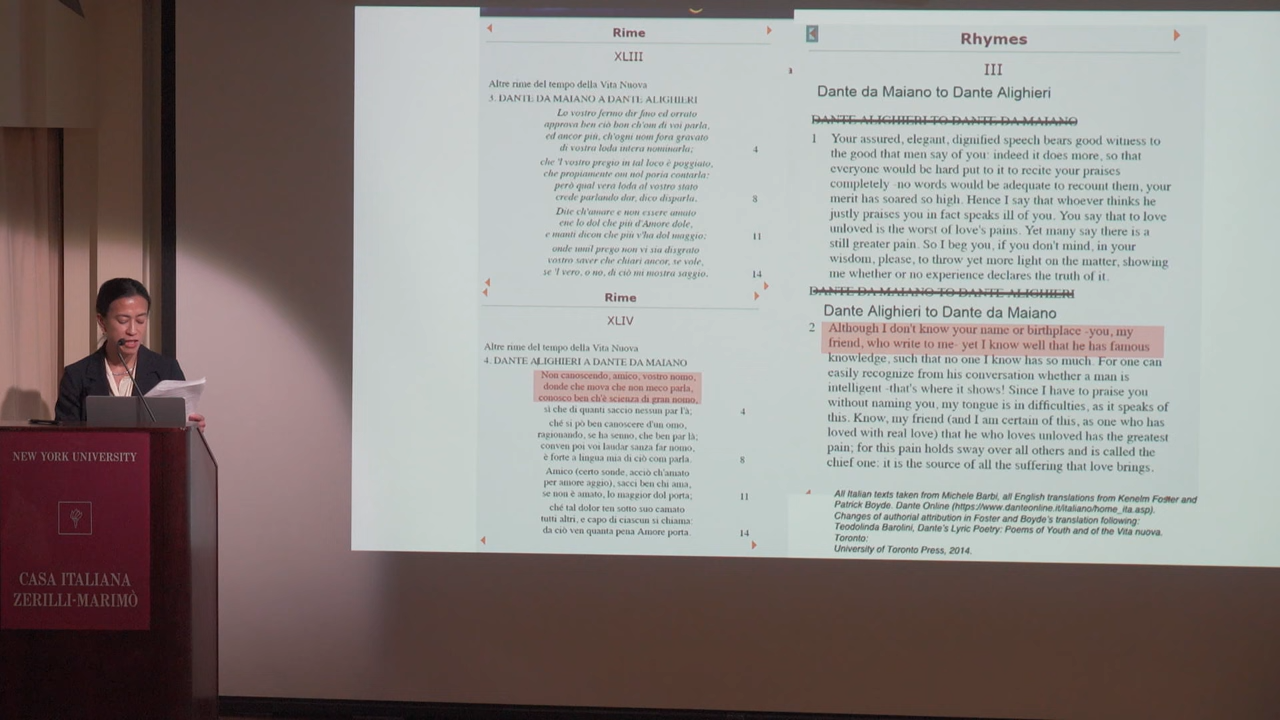 Rime
XLIII
Altre rime del tempo della Vita Nuova
3. DANTE DA MAIANO A DANTE ALIGHIERI
Lo vostro fermo dir fino ed orrato
approva ben ciò bon ch'om di voi parla,
ed ancor più, ch'ogni nom fora gravato
di vostra loda intera nominarla;
4
che 'l vostro pregio in tal loco è poggiato,
che propiamente om nol poria contarla:
però qual vera loda al vostro stato
crede parlando dar, dico disparla.
8
Dite ch'amare e non essere amato
ene lo dol che più d'Amore dole,
e manti dicon che più v'ha dol maggio:
11
onde umil prego non vi sia disgrato
vostro saver che chiari ancor, se vole,
se 'l vero, o no, di ciò mi mostra saggio.
14
Rime
XLIV
Altre rime del tempo della Vita Nuova
4. DANTE ALIGHIERI A DANTE DA MAIANO
Non canoscendo, amico, vostro nomo,
donde che mova che non meco parla,
conosco ben ch'è scienza di gran nomo,
sì che di quanti saccio nessun par l'à;
4
ché si pò ben canoscere d'un omo,
ragionando, se ha senno, che ben par là;
conven poi voi laudar sanza far nomo,
è forte a lingua mia di ciò com parla.
8
Amico (certo sonde, acciò ch'amato
per amore aggio), sacci ben chi ama,
se non è amato, lo maggior dol porta;
11
ché tal dolor ten sotto suo camato
tutti altri, e capo di ciascun si chiama:
da ciò ven quanta pena Amore porta.
14
Rhymes
III
Dante da Maiano to Dante Alighieri
DANTE ALIGHIERI TO DANTE DA MAIANO
1 Your assured, elegant, dignified speech bears good witness to
the good that men say of you: indeed it does more, so that
everyone would be hard put to it to recite your praises
completely -no words would be adequate to recount them, your
merit has soared so high. Hence I say that whoever thinks he
justly praises you in fact speaks ill of you. You say that to love
unloved is the worst of love's pains. Yet many say there is a
still greater pain. So I beg you, if you don't mind, in your
wisdom, please, to throw yet more light on the matter, showing
me whether or no experience declares the truth of it.
DANTE DA MAIANO TO DANTE ALIGHIERI
Dante Alighieri to Dante da Maiano
2 Although I don't know your name or birthplace -you, my
friend, who write to me- yet I know well that he has famous
knowledge, such that no one I know has so much. For one can
easily recognize from his conversation whether a man is
intelligent -that's where it shows! Since I have to praise you
without naming you, my tongue is in difficulties, as it speaks of
this. Know, my friend (and I am certain of this, as one who has
loved with real love) that he who loves unloved has the greatest
pain; for this pain holds sway over all others and is called the
chief one: it is the source of all the suffering that love brings.
All Italian texts taken from Michele Barbi, all English translations from Kenelm Foster and
Patrick Boyde. Dante Online (https://www.danteonline.it/italiano/home_ita.asp).
Changes of authorial attribution in Foster and Boyde's translation following:
Teodolinda Barolini, Dante's Lyric Poetry: Poems of Youth and of the Vita nuova.
Toronto:
University of Toronto Press, 2014.
NEW YORK UNIVERSITY
CASA ITALIANA
ZERILLI-MARIMÒ